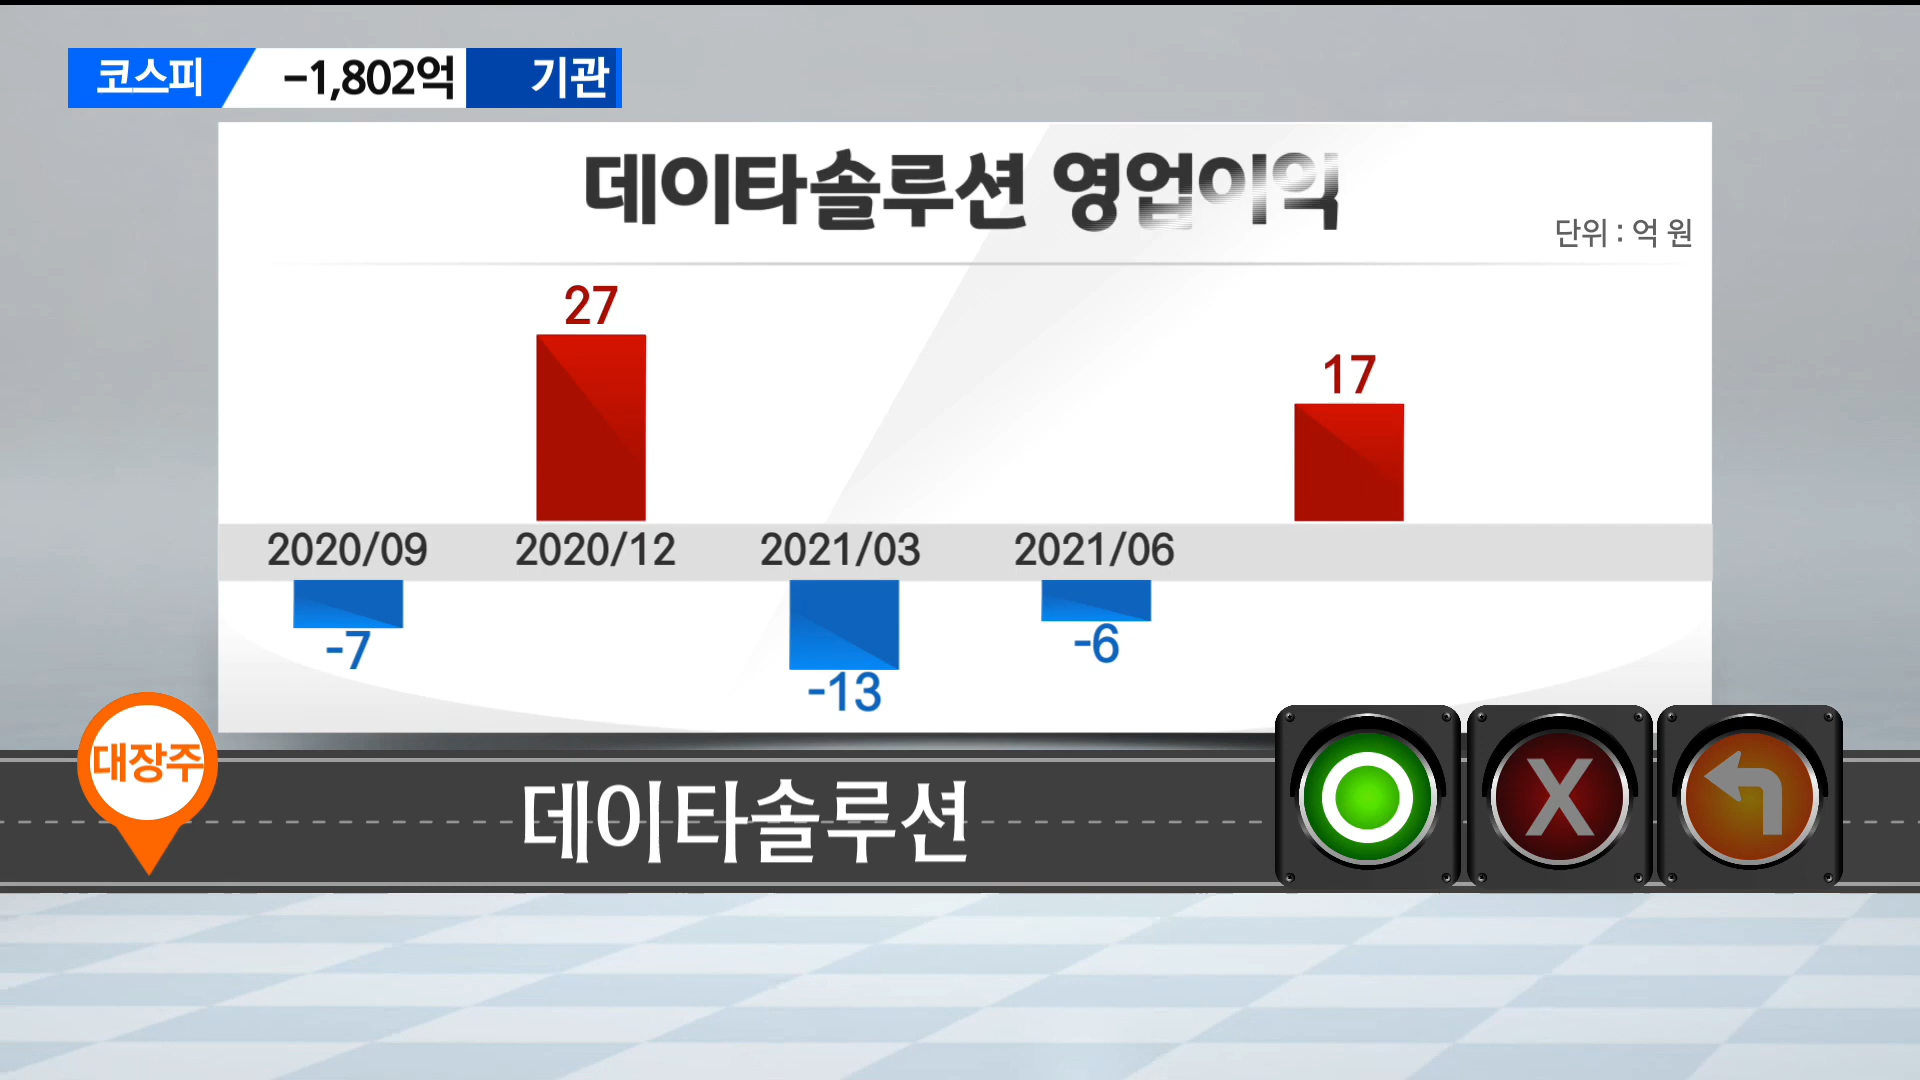 코스피 -1,802억 기관
데이타솔루션 영업이익
단위 : 억 원
27
17
2020/09 2020/12 2021/03 2021/06
-7
-6
-13
대장주
데이타솔루션
X